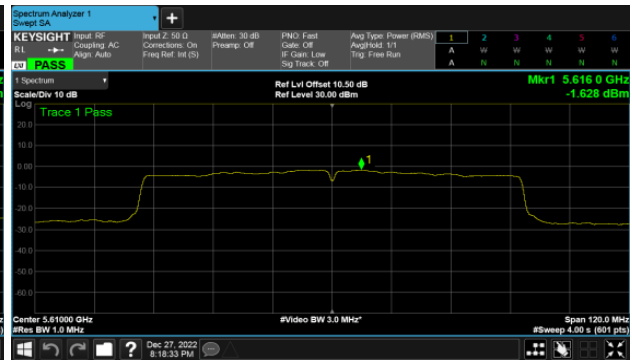 Spectrum Analyzer 1
Swept SA
+
KEYSIGHT Input: RF Input Z: 50 Ω #Atten: 30 dB PNO: Fast Avg Type: Power (RMS) 1 2 3 4 5 6
RL Coupling: AC Corrections: On Preamp: Off Gate: Off Avg|Hold: 1/1 A W W W W W
Align: Auto Freq Ref: Int (S) IF Gain: Low Trig: Free Run
LXI PASS Sig Track: Off A N N N N N
1 Spectrum
Ref Lvl Offset 10.50 dB Mkr1 5.616 0 GHz
Scale/Div 10 dB Ref Level 30.00 dBm -1.628 dBm
Log
Trace 1 Pass
20.0
10.0
1
0.00
-10.0
-20.0
-30.0
-40.0
-50.0
-60.0
Center 5.61000 GHz #Video BW 3.0 MHz* Span 120.0 MHz
#Res BW 1.0 MHz #Sweep 4.00 s (601 pts)
? Dec 27, 2022
8:18:33 PM